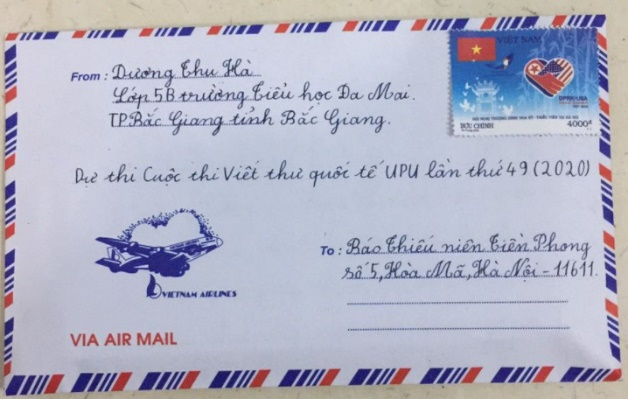 From : Dương Thu Hà
Lớp 5B trường Tiểu học Đa Mai.
TP.Bắc Giang tỉnh Bắc Giang.
VIỆT NAM
DPRK-USA
BƯU CHÍNH
4000đ
Dự thi Cuộc thi Viết thư quốc tế UPU lần thứ 49 (2020)
To : Báo Thiếu niên Tiền Phong
số 5, Hòa Mã, Hà Nội - 11611.
VIETNAM AIRLINES
VIA AIR MAIL